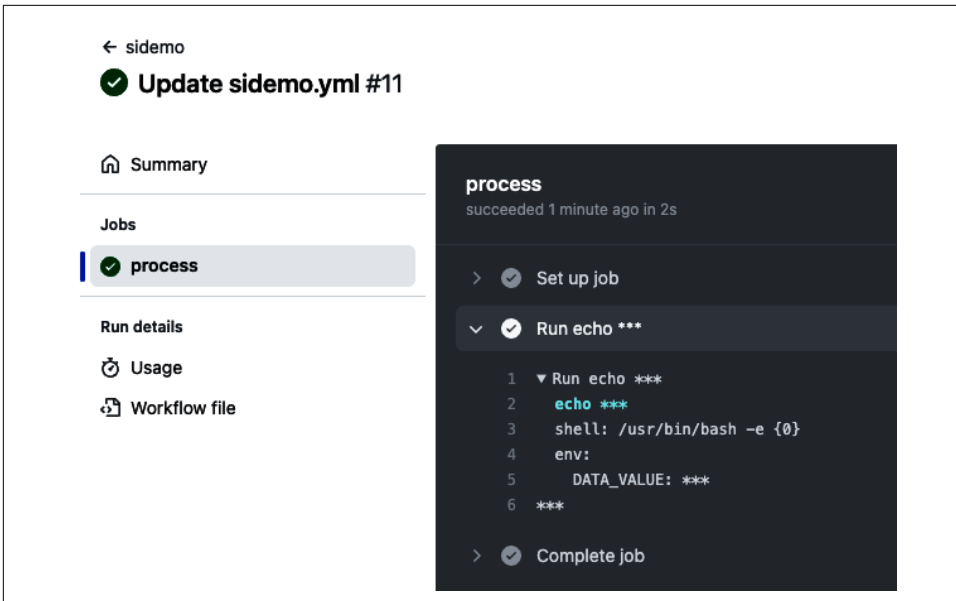 ← sidemo
Update sidemo.yml #11
Summary
Jobs
process
Run details
Usage
Workflow file
process
succeeded 1 minute ago in 2s
Set up job
Run echo ***
1 ▼ Run echo ***
2 echo ***
3 shell: /usr/bin/bash -e {0}
4 env:
5 DATA_VALUE: ***
6 ***
Complete job